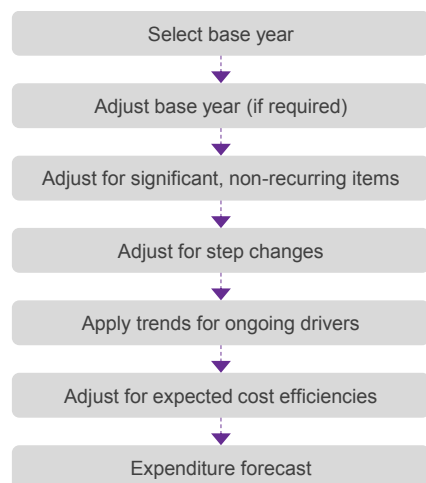 Select base year
Adjust base year (if required)
Adjust for significant, non-recurring items
Adjust for step changes
Apply trends for ongoing drivers
Adjust for expected cost efficiencies
Expenditure forecast